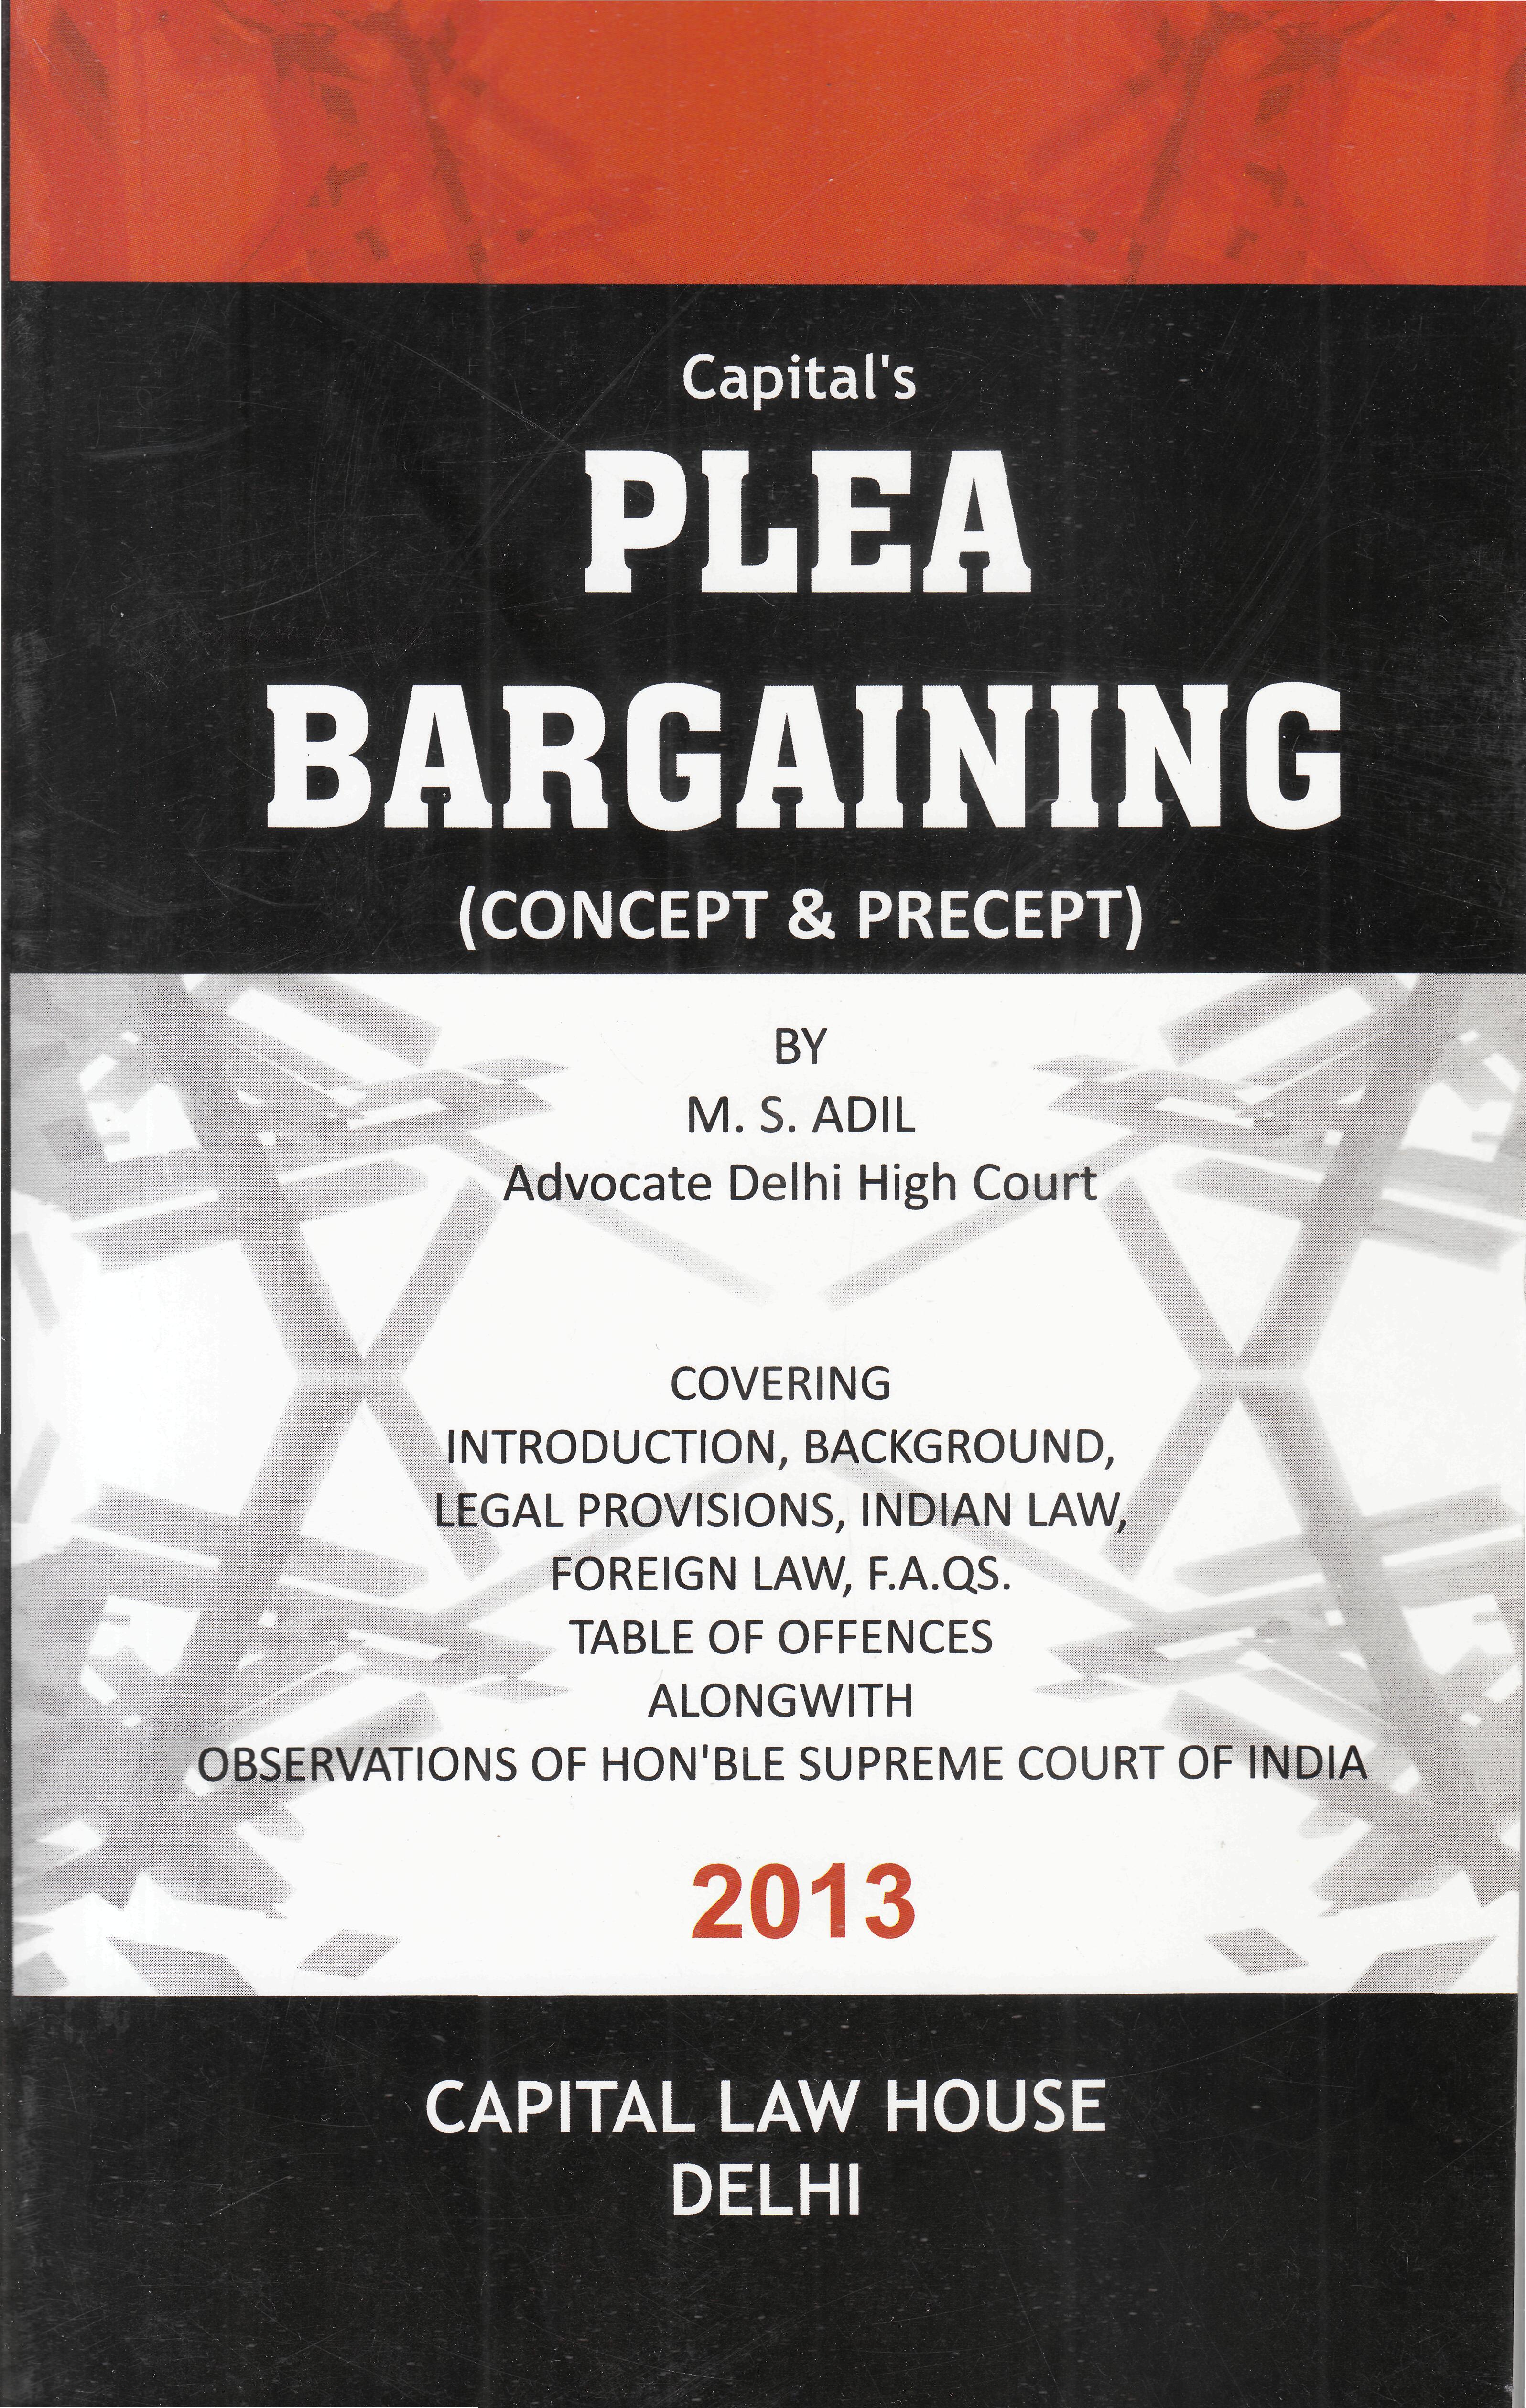 Capital's
PLEA
BARGAINING
(CONCEPT & PRECEPT)
BY
M. S. ADIL
Advocate Delhi High Court
COVERING
INTRODUCTION, BACKGROUND,
LEGAL PROVISIONS, INDIAN LAW,
FOREIGN LAW, F.A.QS.
TABLE OF OFFENCES
ALONGWITH
OBSERVATIONS OF HON'BLE SUPREME COURT OF INDIA
2013
CAPITAL LAW HOUSE
DELHI